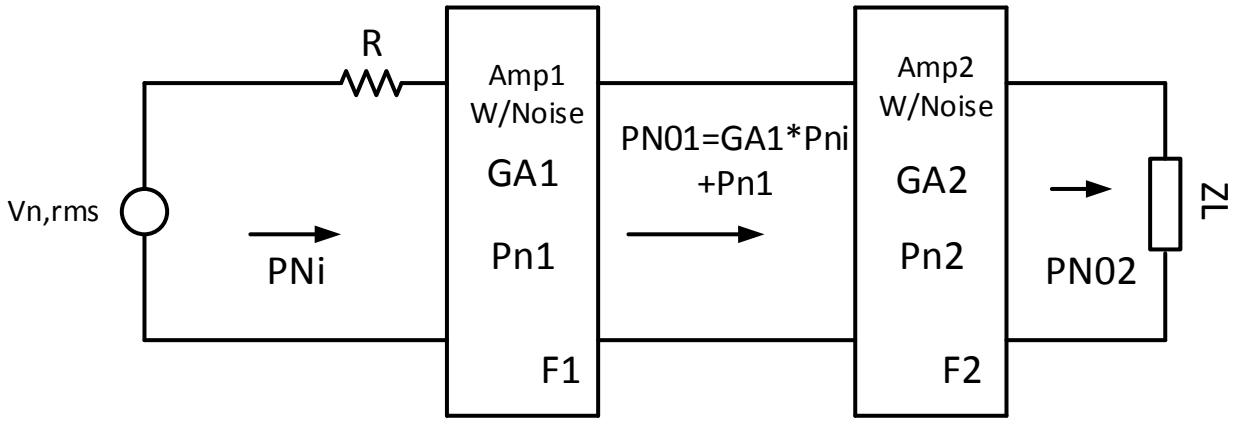 R
Vn,rms
PNi
Amp1
W/Noise
GA1
Pn1
F1
PN01=GA1*Pni
+Pn1
Amp2
W/Noise
GA2
Pn2
F2
PN02
ZL